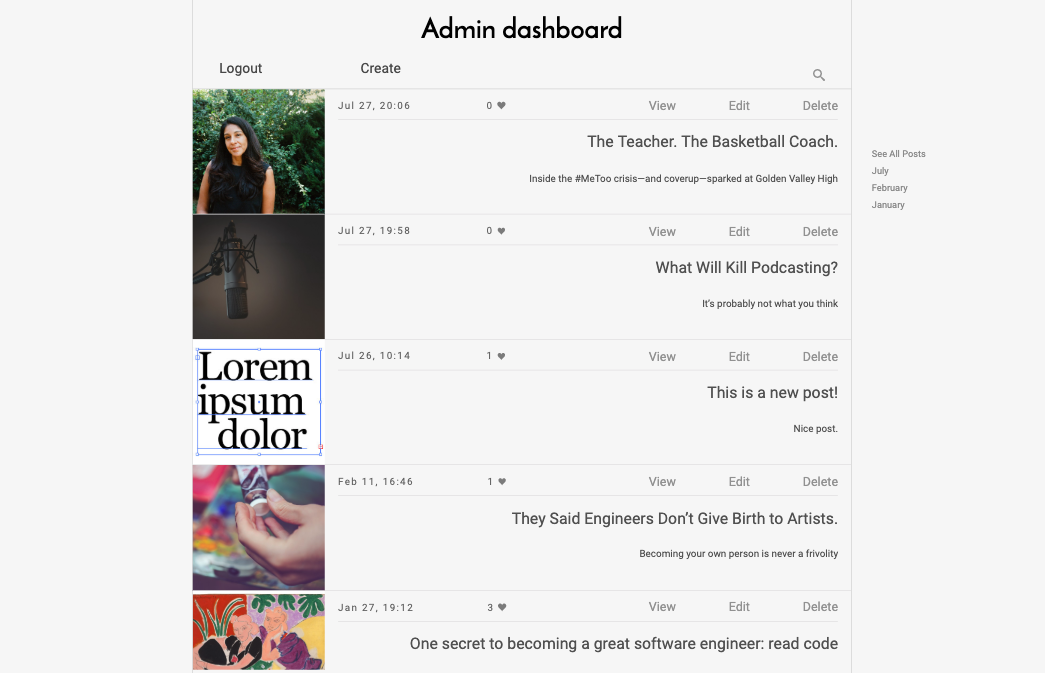 Admin dashboard
Logout Create
Jul 27, 20:06 0 View Edit Delete
The Teacher. The Basketball Coach.
Inside the #MeToo crisis—and coverup—sparked at Golden Valley High
See All Posts
July
February
January
Jul 27, 19:58 0 View Edit Delete
What Will Kill Podcasting?
It's probably not what you think
Lorem
ipsum
dolor
Jul 26, 10:14 1 View Edit Delete
This is a new post!
Nice post.
Feb 11, 16:46 1 View Edit Delete
They Said Engineers Don’t Give Birth to Artists.
Becoming your own person is never a frivolity
Jan 27, 19:12 3 View Edit Delete
One secret to becoming a great software engineer: read code